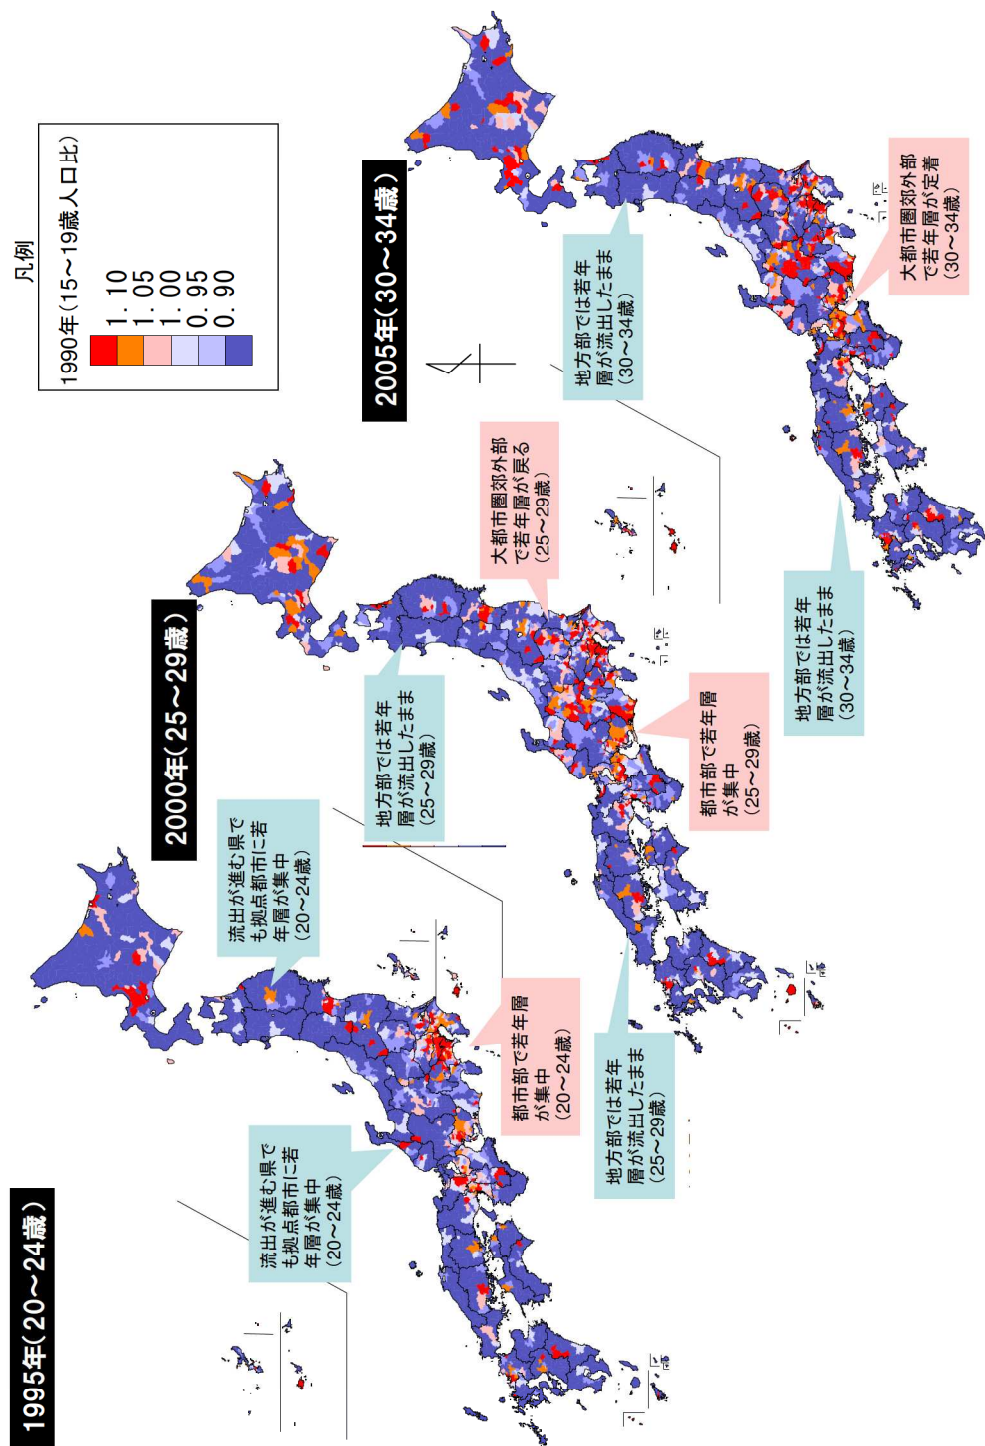 凡例
1990年(15～19歳人口比)
1.10
1.05
1.00
0.95
0.90
1995年(20～24歳)
流出が進む県で
も拠点都市に若
年層が集中
(20～24歳)
流出が進む県で
も拠点都市に若
年層が集中
(20～24歳)
都市部で若年層
が集中
(20～24歳)
2000年(25～29歳)
地方部では若年
層が流出したまま
(25～29歳)
大都市圏郊外部
で若年層が戻る
(25～29歳)
都市部で若年層
が集中
(25～29歳)
地方部では若年
層が流出したまま
(25～29歳)
2005年(30～34歳)
地方部では若年
層が流出したまま
(30～34歳)
大都市圏郊外部
で若年層が定着
(30～34歳)
地方部では若年
層が流出したまま
(30～34歳)